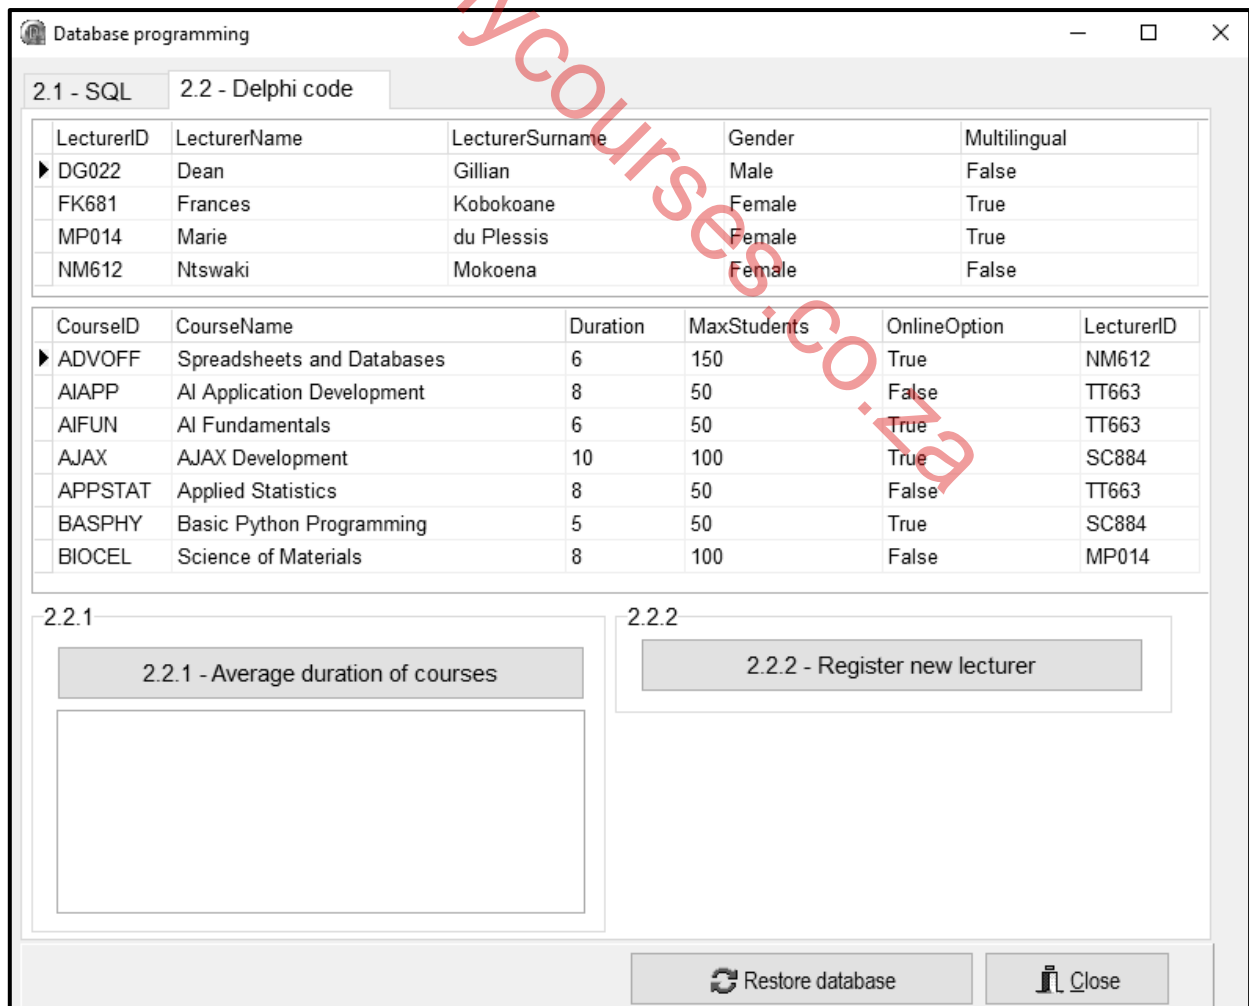 Database programming
2.1 - SQL 2.2 - Delphi code
LecturerID LecturerName LecturerSurname Gender Multilingual
DG022 Dean Gillian Male False
FK681 Frances Kobokoane Female True
MP014 Marie du Plessis Female True
NM612 Ntswaki Mokoena Female False
CourseID CourseName Duration MaxStudents OnlineOption LecturerID
ADVOFF Spreadsheets and Databases 6 150 True NM612
AIAPP AI Application Development 8 50 False TT663
AIFUN AI Fundamentals 6 50 True TT663
AJAX AJAX Development 10 100 True SC884
APPSTAT Applied Statistics 8 50 False TT663
BASPHY Basic Python Programming 5 50 True SC884
BIOCEL Science of Materials 8 100 False MP014
2.2.1 2.2.2
2.2.1 - Average duration of courses 2.2.2 - Register new lecturer
Restore database Close
ycourses.co.za